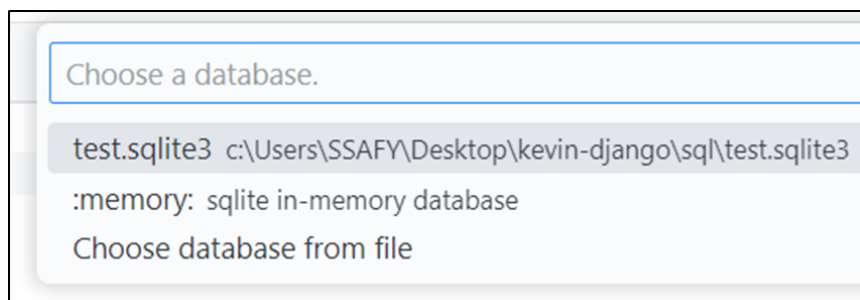 Choose a database.
test.sqlite3 c:\Users\SSAFY\Desktop\kevin-django\sql\test.sqlite3
:memory: sqlite in-memory database
Choose database from file